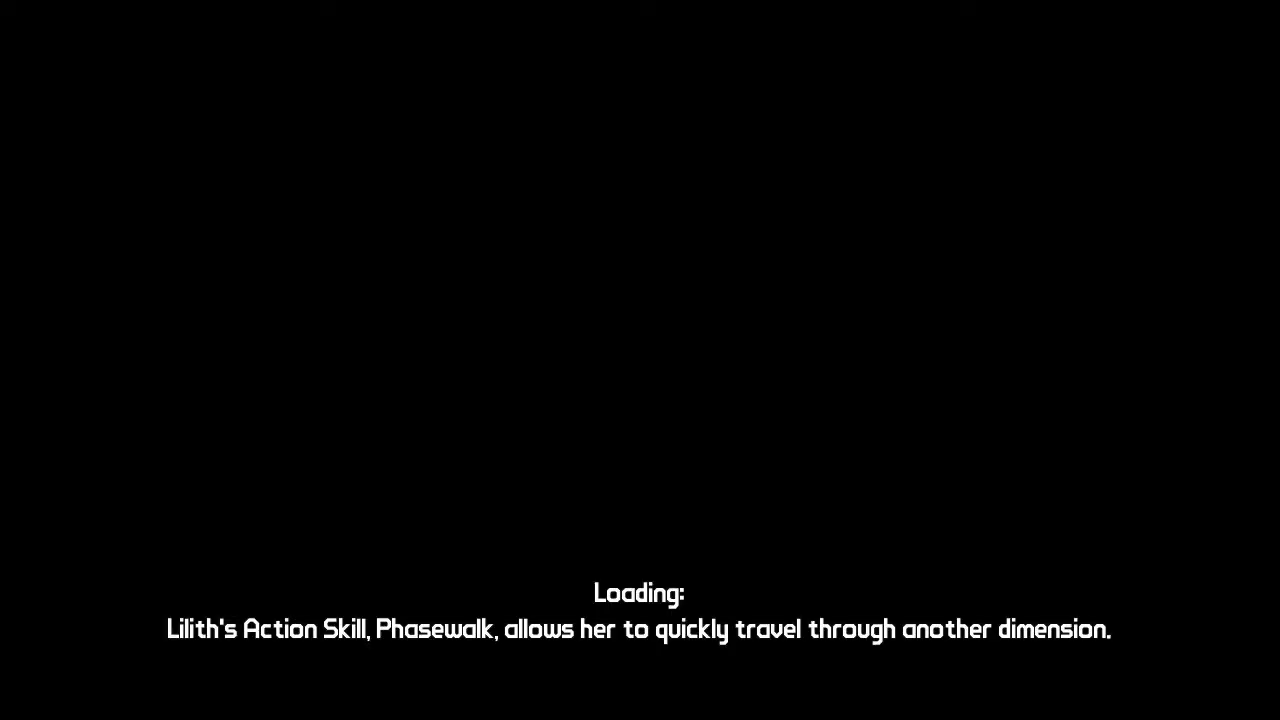 Loading:
Lilith's Action Skill, Phasewalk, allows her to quickly travel through another dimension.